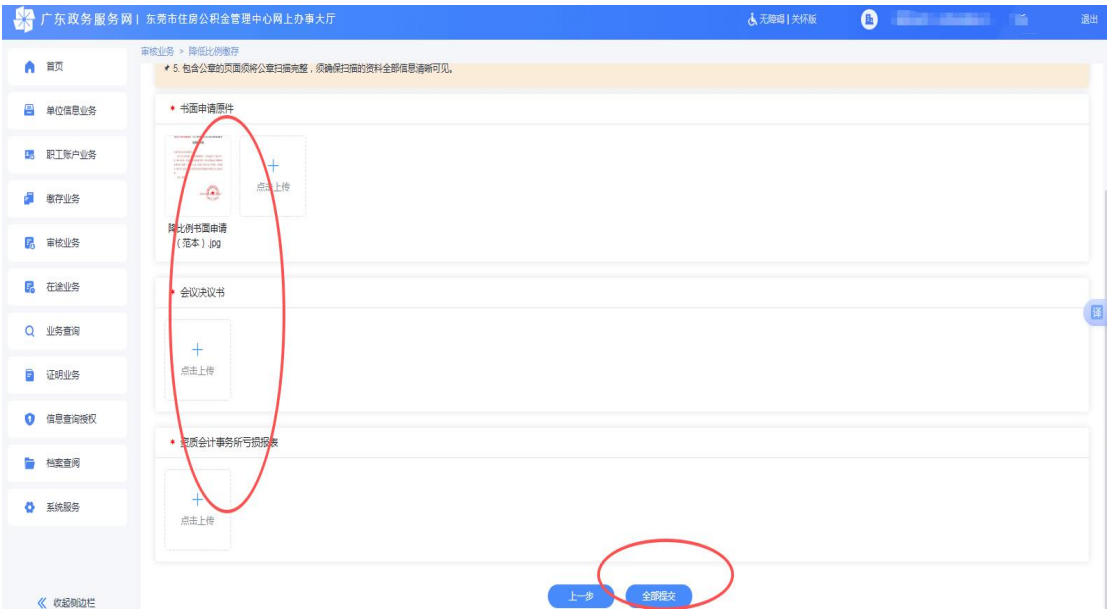 广东政务服务网 | 东莞市住房公积金管理中心网上办事大厅
无障碍 | 关怀版
退出
审核业务 > 降低比例缴存
首页
单位信息业务
职工账户业务
缴存业务
审核业务
在途业务
业务查询
证明业务
信息查询授权
档案查阅
系统服务
收起侧边栏
5. 包含公章的页面须将公章扫描完整，须确保扫描的资料全部信息清晰可见。
* 书面申请原件
点击上传
降比例书面申请
（范本）.jpg
* 会议决议书
点击上传
* 资质会计事务所亏损报表
点击上传
上一步
全部提交
译